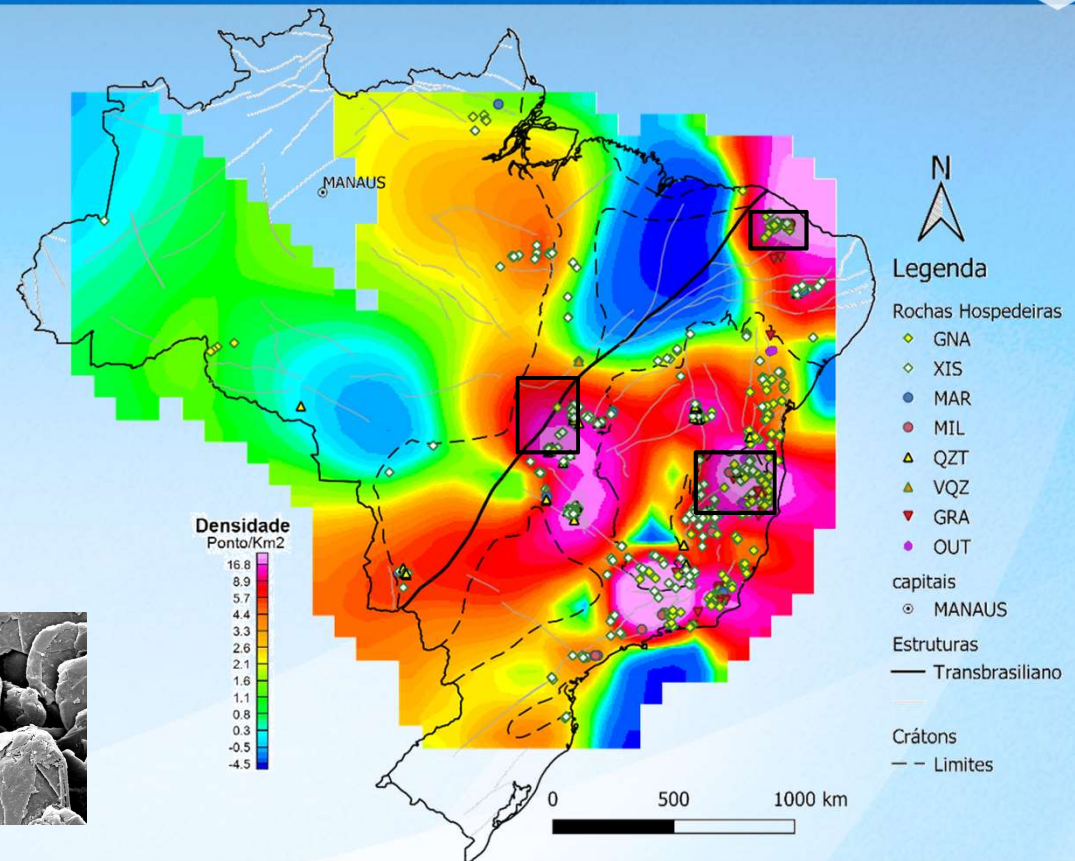 MANAUS
N
Legenda
Rochas Hospedeiras
GNA
XIS
MAR
MIL
QZT
VQZ
GRA
OUT
capitais
MANAUS
Estruturas
Transbrasiliano
Crátons
Limites
Densidade
Ponto/Km2
16.8
8.9
5.7
4.4
3.3
2.6
2.1
1.6
1.1
0.8
0.3
-0.5
-4.5
0 500 1000 km